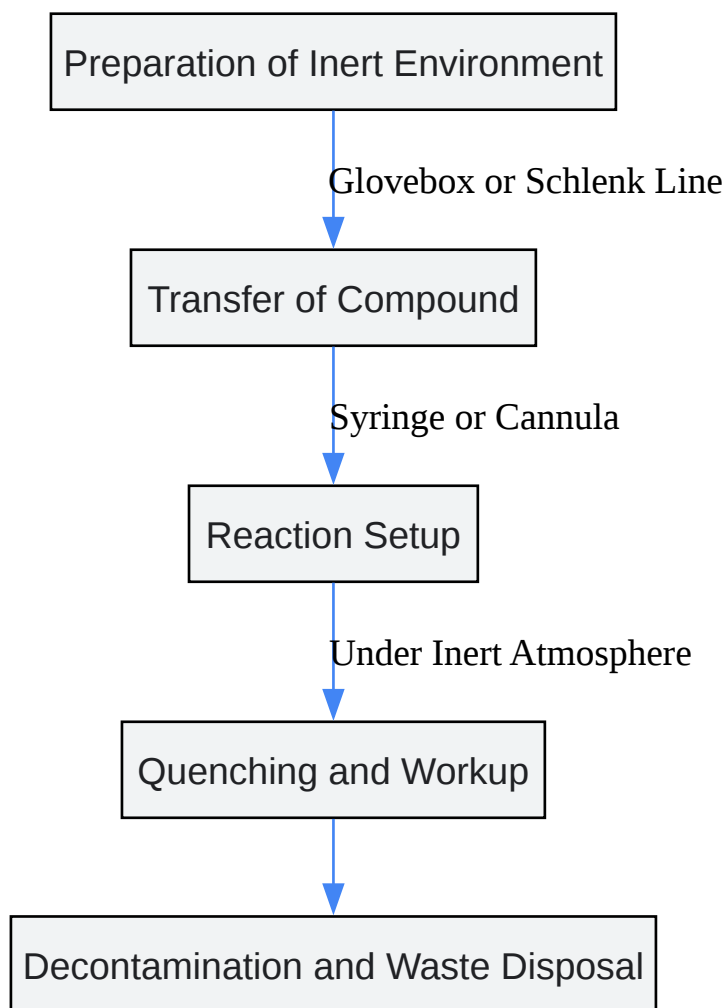 Preparation of Inert Environment
Glovebox or Schlenk Line
Transfer of Compound
Syringe or Cannula
Reaction Setup
Under Inert Atmosphere
Quenching and Workup
Decontamination and Waste Disposal